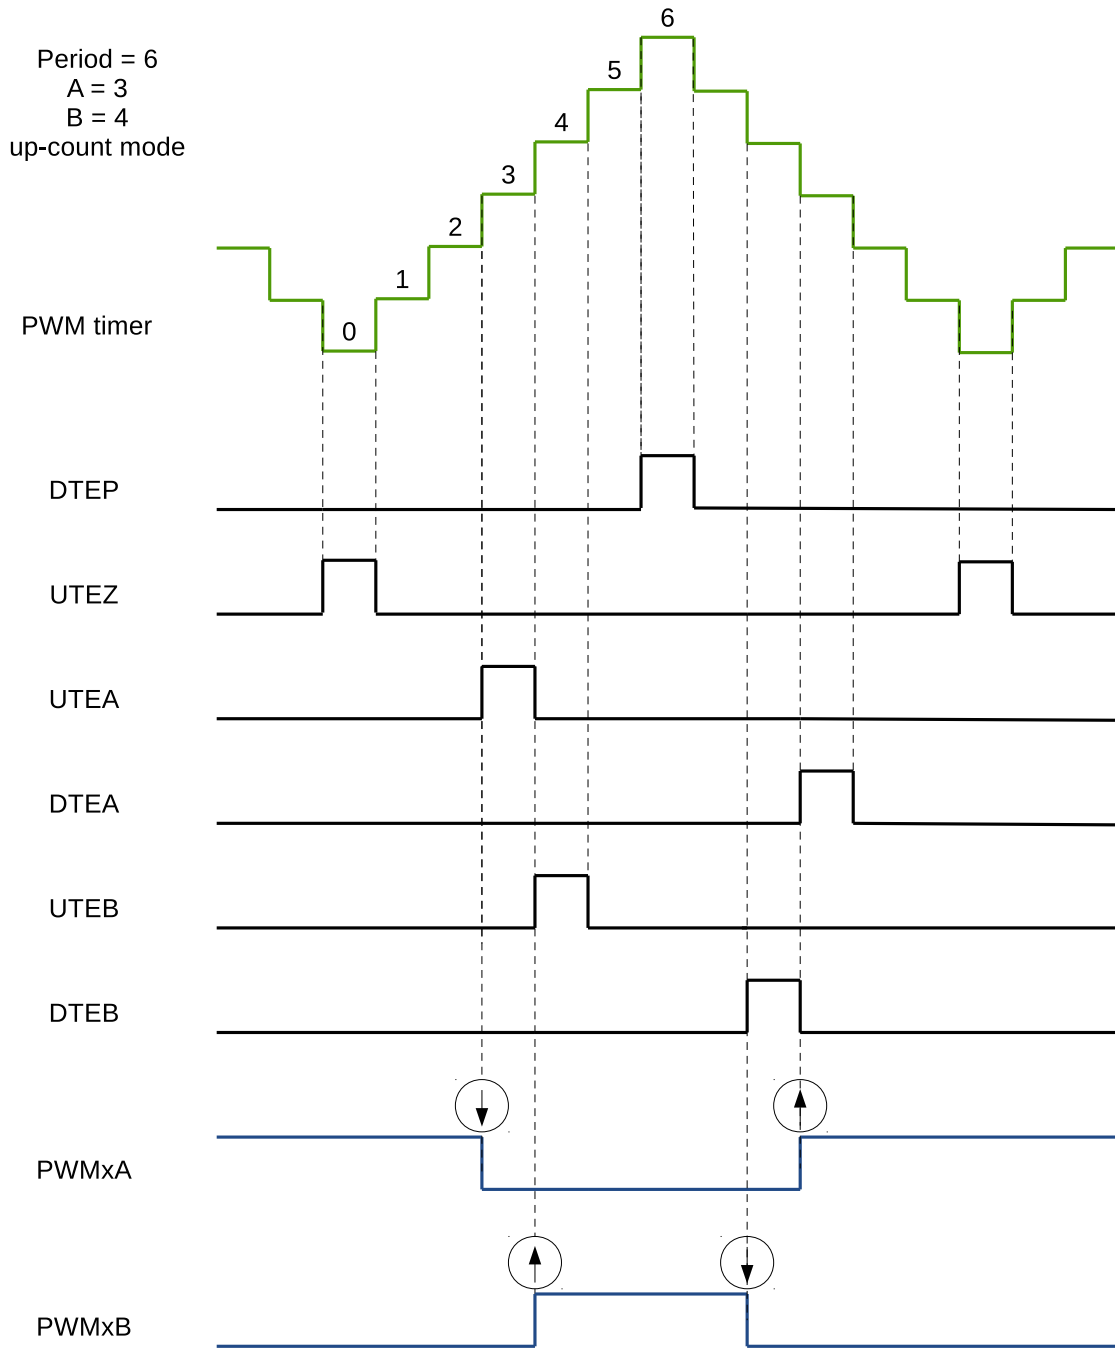 Period = 6
A = 3
B = 4
up-count mode
6
5
4
3
2
1
0
PWM timer
DTEP
UTEZ
UTEA
DTEA
UTEB
DTEB
PWMxA
PWMxB